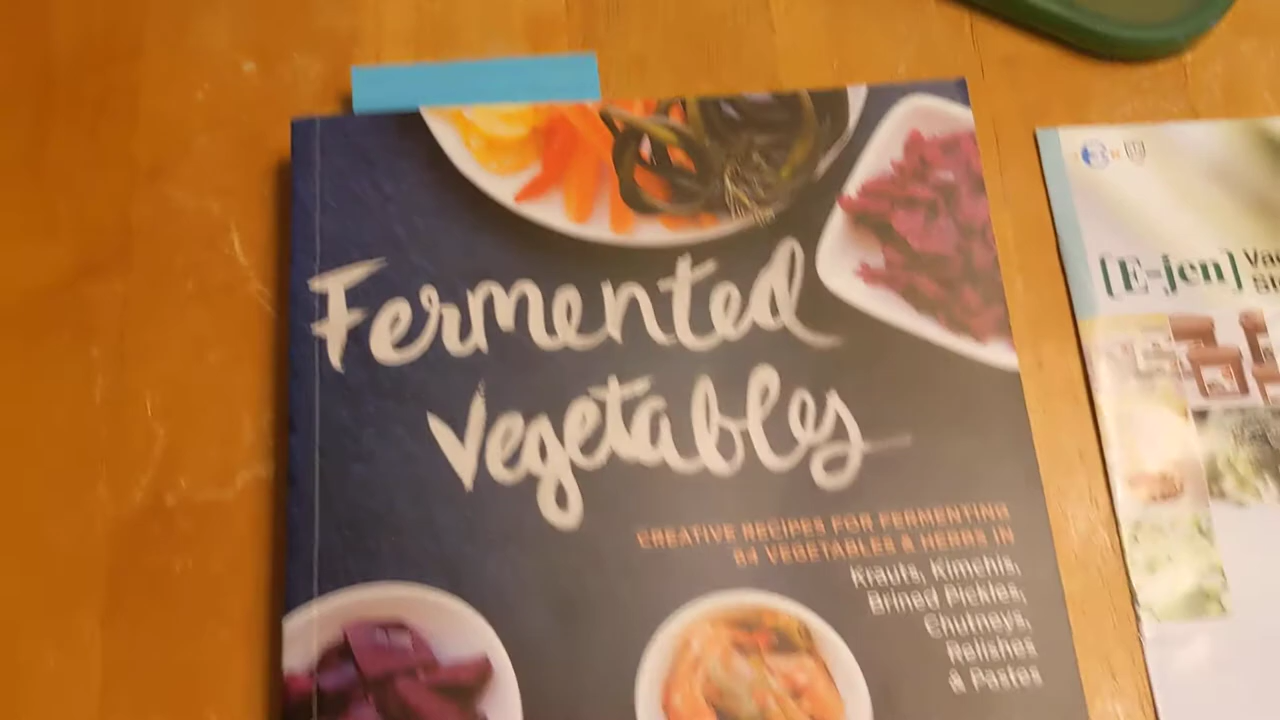 Fermented
Vegetables
CREATIVE RECIPES FOR FERMENTING
64 VEGETABLES & HERBS IN
Krauts, Kimchis,
Brined Pickles,
Chutneys,
Relishes
& Pastes
[E-jen]